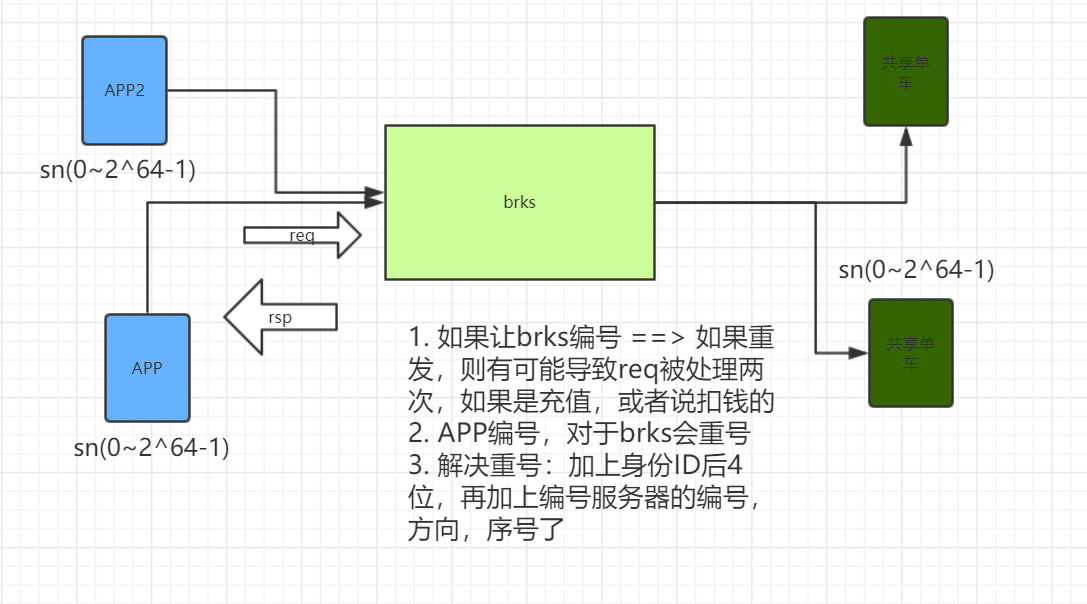 共享单
车
APP2
sn(0~2^64-1)
brks
req
sn(0~2^64-1)
rsp
共享单
车
APP
sn(0~2^64-1)
1. 如果让brks编号 ==> 如果重
发，则有可能导致req被处理两
次，如果是充值，或者说扣钱的
2. APP编号，对于brks会重号
3. 解决重号：加上身份ID后4
位，再加上编号服务器的编号，
方向，序号了